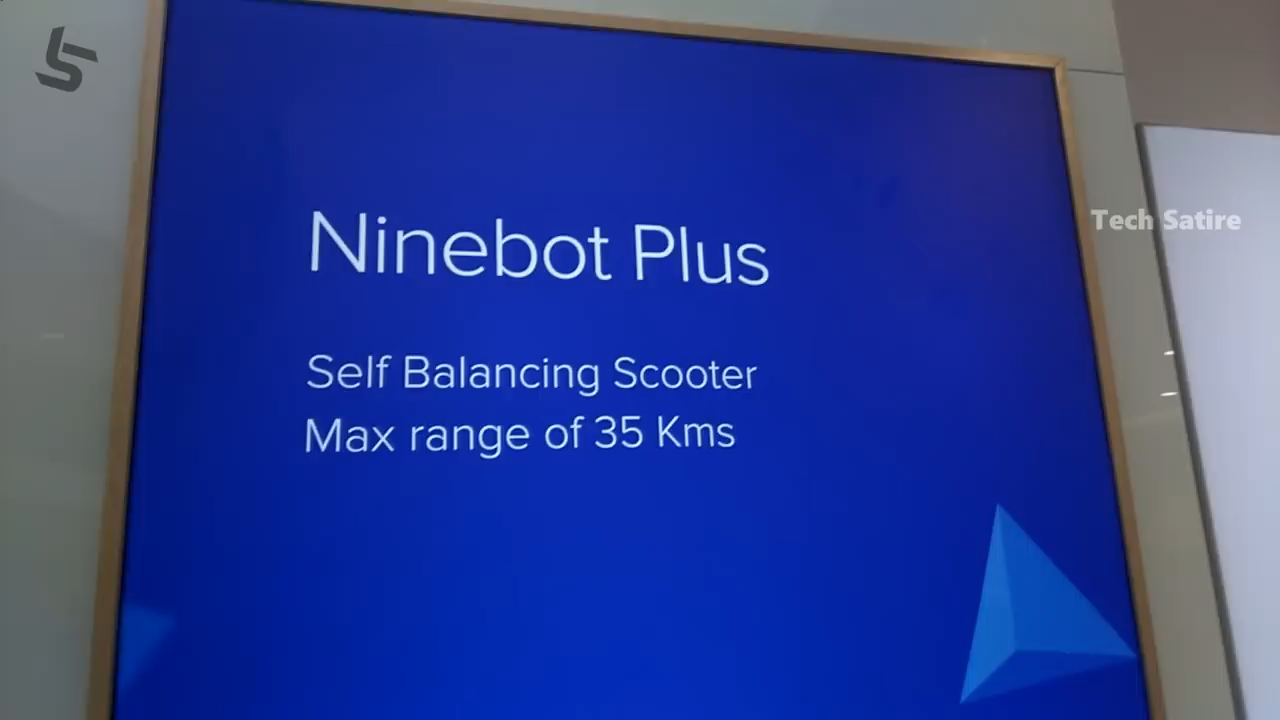 Ninebot Plus
Self Balancing Scooter
Max range of 35 Kms
Tech Satire